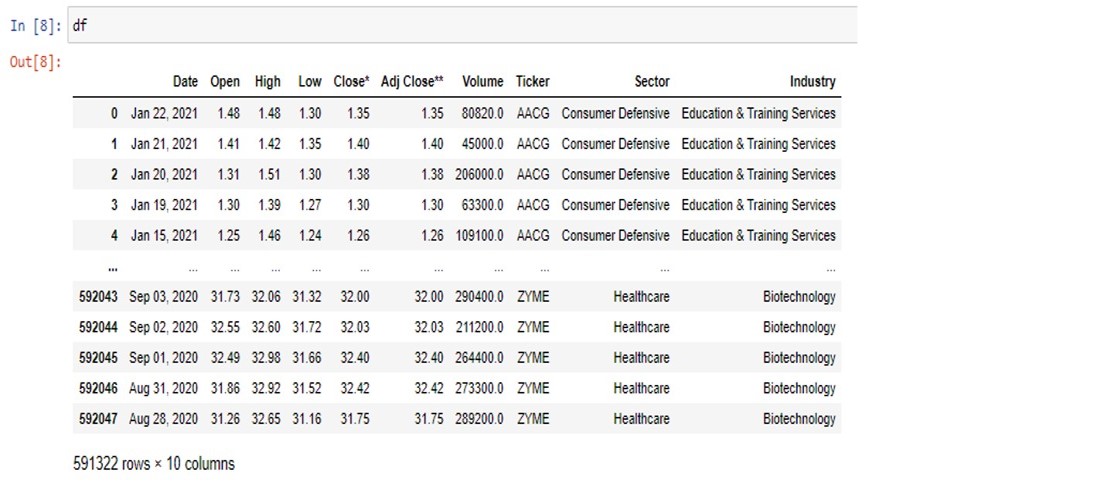 In [8]: df
Out[8]:
Date Open High Low Close* Adj Close** Volume Ticker Sector Industry
0 Jan 22, 2021 1.48 1.48 1.30 1.35 1.35 80820.0 AACG Consumer Defensive Education & Training Services
1 Jan 21, 2021 1.41 1.42 1.35 1.40 1.40 45000.0 AACG Consumer Defensive Education & Training Services
2 Jan 20, 2021 1.31 1.51 1.30 1.38 1.38 206000.0 AACG Consumer Defensive Education & Training Services
3 Jan 19, 2021 1.30 1.39 1.27 1.30 1.30 63300.0 AACG Consumer Defensive Education & Training Services
4 Jan 15, 2021 1.25 1.46 1.24 1.26 1.26 109100.0 AACG Consumer Defensive Education & Training Services
... ... ... ... ... ... ... ... ... ... ...
592043 Sep 03, 2020 31.73 32.06 31.32 32.00 32.00 290400.0 ZYME Healthcare Biotechnology
592044 Sep 02, 2020 32.55 32.60 31.72 32.03 32.03 211200.0 ZYME Healthcare Biotechnology
592045 Sep 01, 2020 32.49 32.98 31.66 32.40 32.40 264400.0 ZYME Healthcare Biotechnology
592046 Aug 31, 2020 31.86 32.92 31.52 32.42 32.42 273300.0 ZYME Healthcare Biotechnology
592047 Aug 28, 2020 31.26 32.65 31.16 31.75 31.75 289200.0 ZYME Healthcare Biotechnology
591322 rows × 10 columns